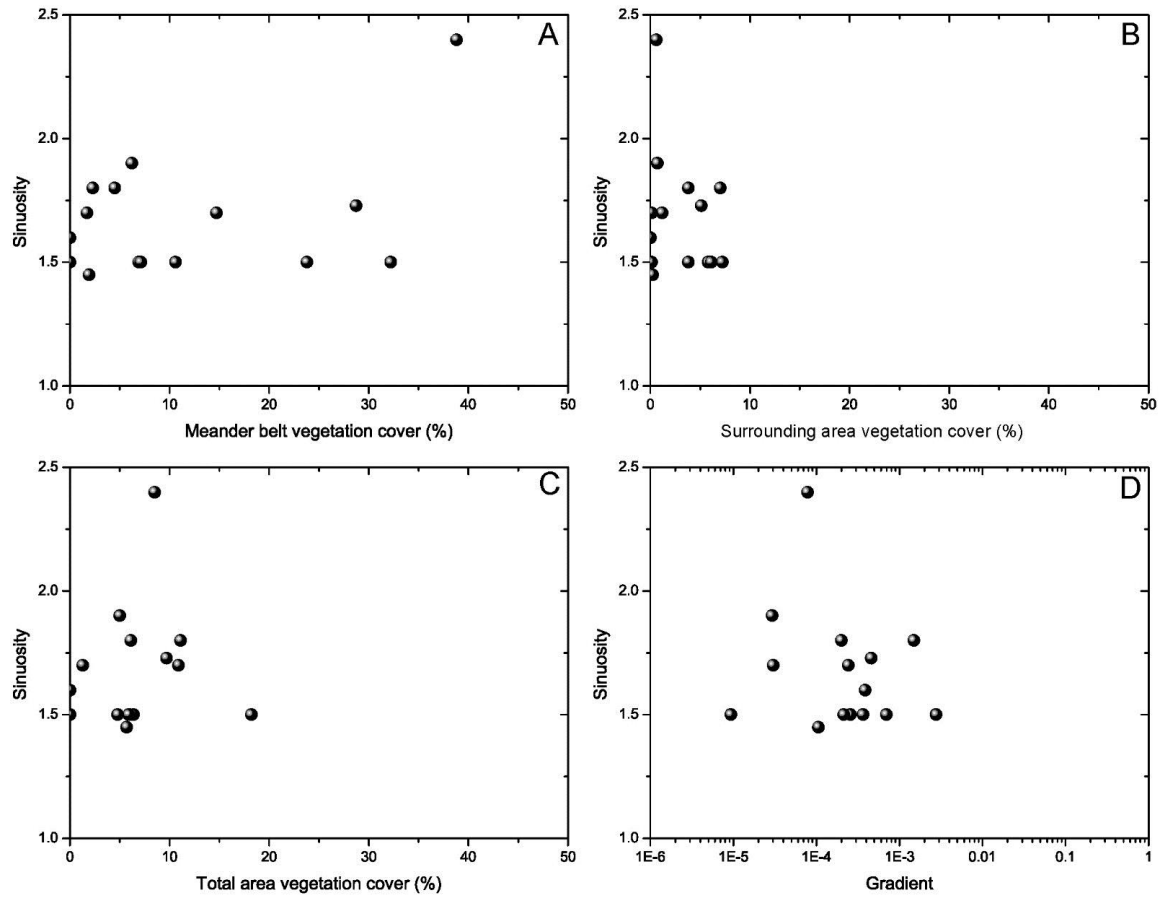 A
2.5
2.0
1.5
1.0
Sinuosity
0 10 20 30 40 50
Meander belt vegetation cover (%)
B
2.5
2.0
1.5
1.0
Sinuosity
0 10 20 30 40 50
Surrounding area vegetation cover (%)
C
2.5
2.0
1.5
1.0
Sinuosity
0 10 20 30 40 50
Total area vegetation cover (%)
D
2.5
2.0
1.5
1.0
Sinuosity
1E-6 1E-5 1E-4 1E-3 0.01 0.1 1
Gradient